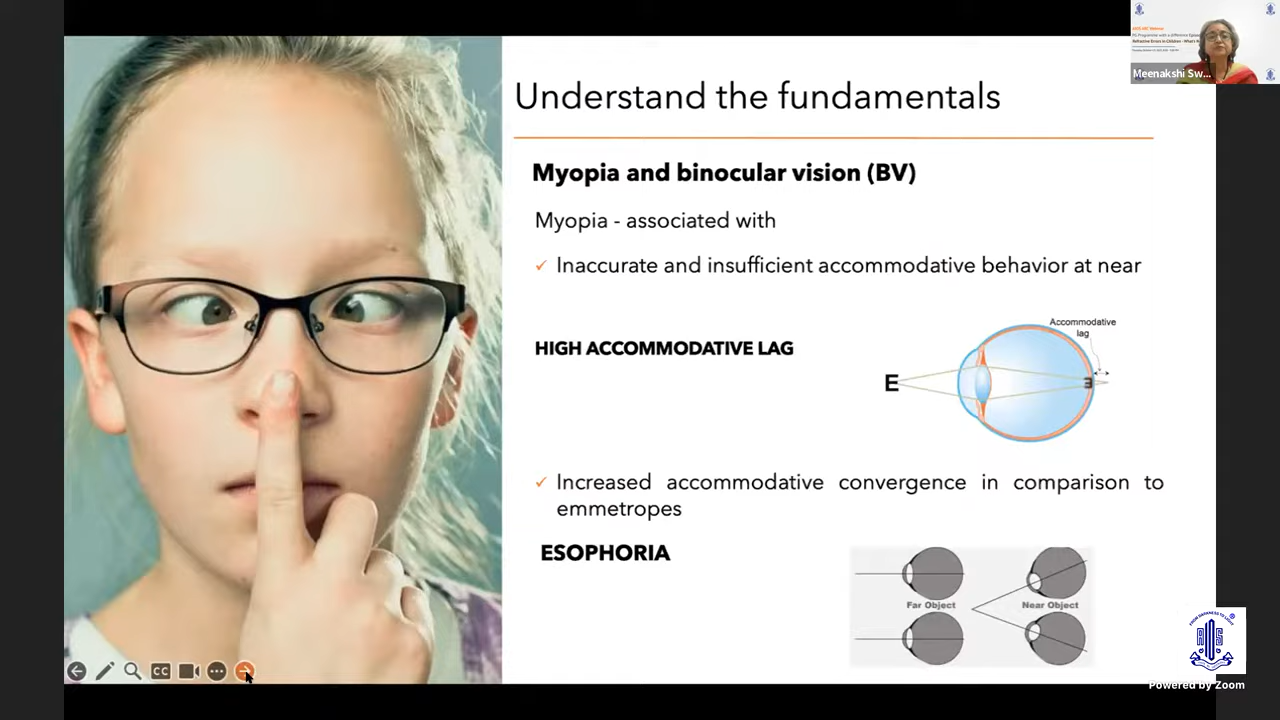 Understand the fundamentals
Myopia and binocular vision (BV)
Myopia - associated with
✓ Inaccurate and insufficient accommodative behavior at near
HIGH ACCOMMODATIVE LAG
Accommodative
lag
E
E
✓ Increased accommodative convergence in comparison to
emmetropes
ESOPHORIA
Far Object
Near Object
CC
Meenakshi Sw...
Powered by Zoom